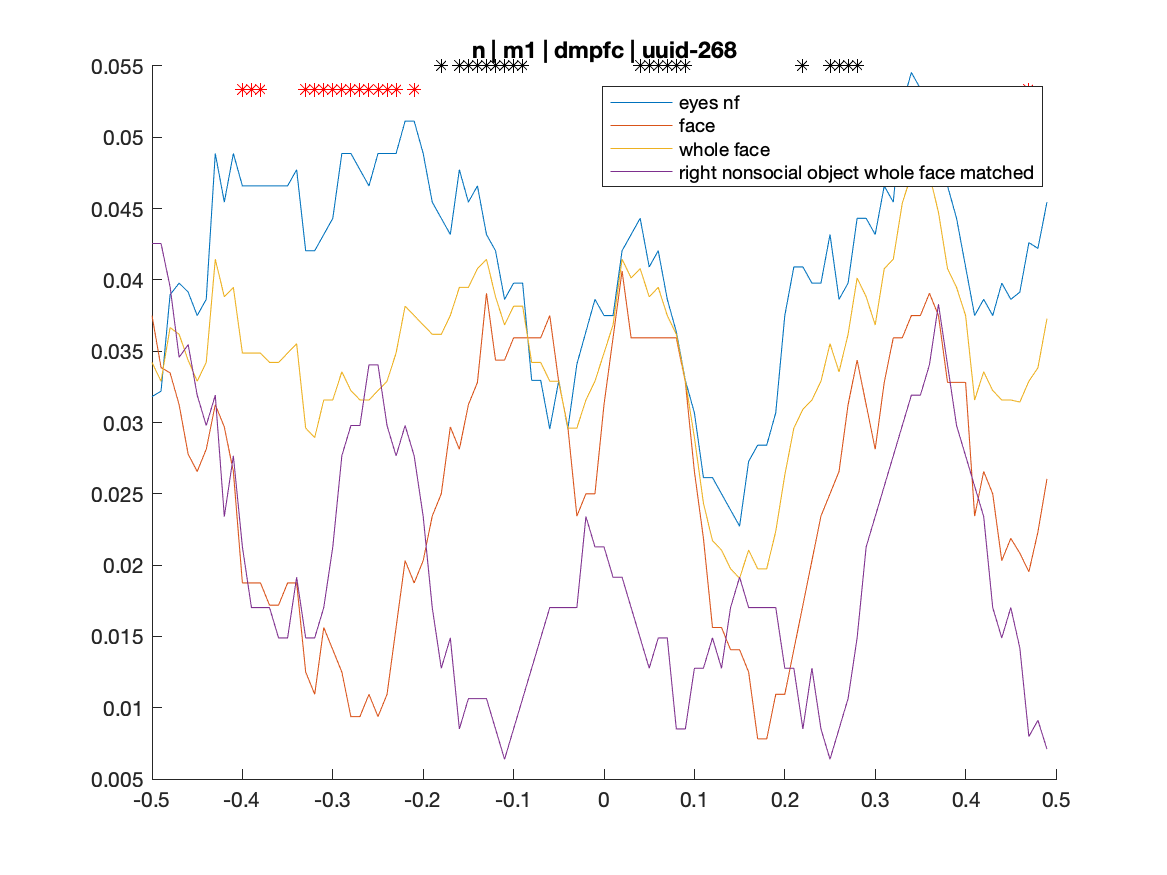 n | m1 | dmpfc | uuid-268
0.055
0.05
0.045
0.04
0.035
0.03
0.025
0.02
0.015
0.01
0.005
eyes nf
face
whole face
right nonsocial object whole face matched
-0.5 -0.4 -0.3 -0.2 -0.1 0 0.1 0.2 0.3 0.4 0.5